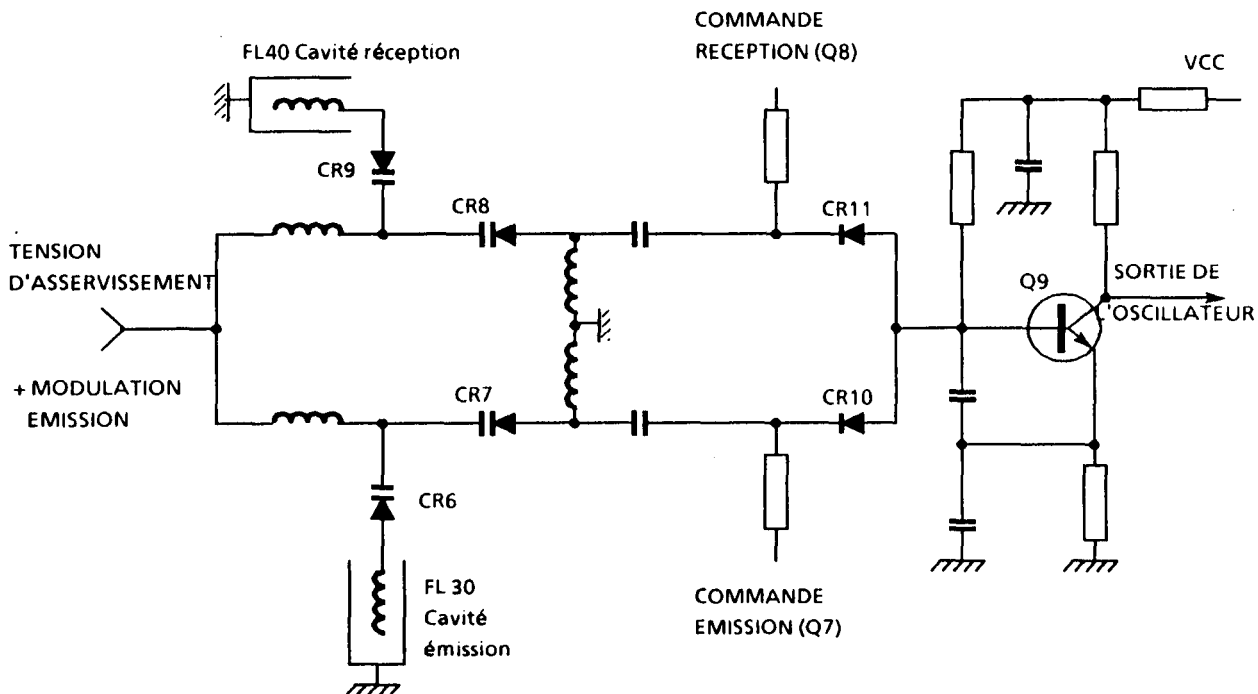 COMMANDE
RECEPTION (Q8)
FL40 Cavité réception
VCC
CR9
CR8
CR11
TENSION
D'ASSERVISSEMENT
Q9
SORTIE DE
L'OSCILLATEUR
+ MODULATION
EMISSION
CR7
CR10
CR6
FL 30
Cavité
émission
COMMANDE
EMISSION (Q7)